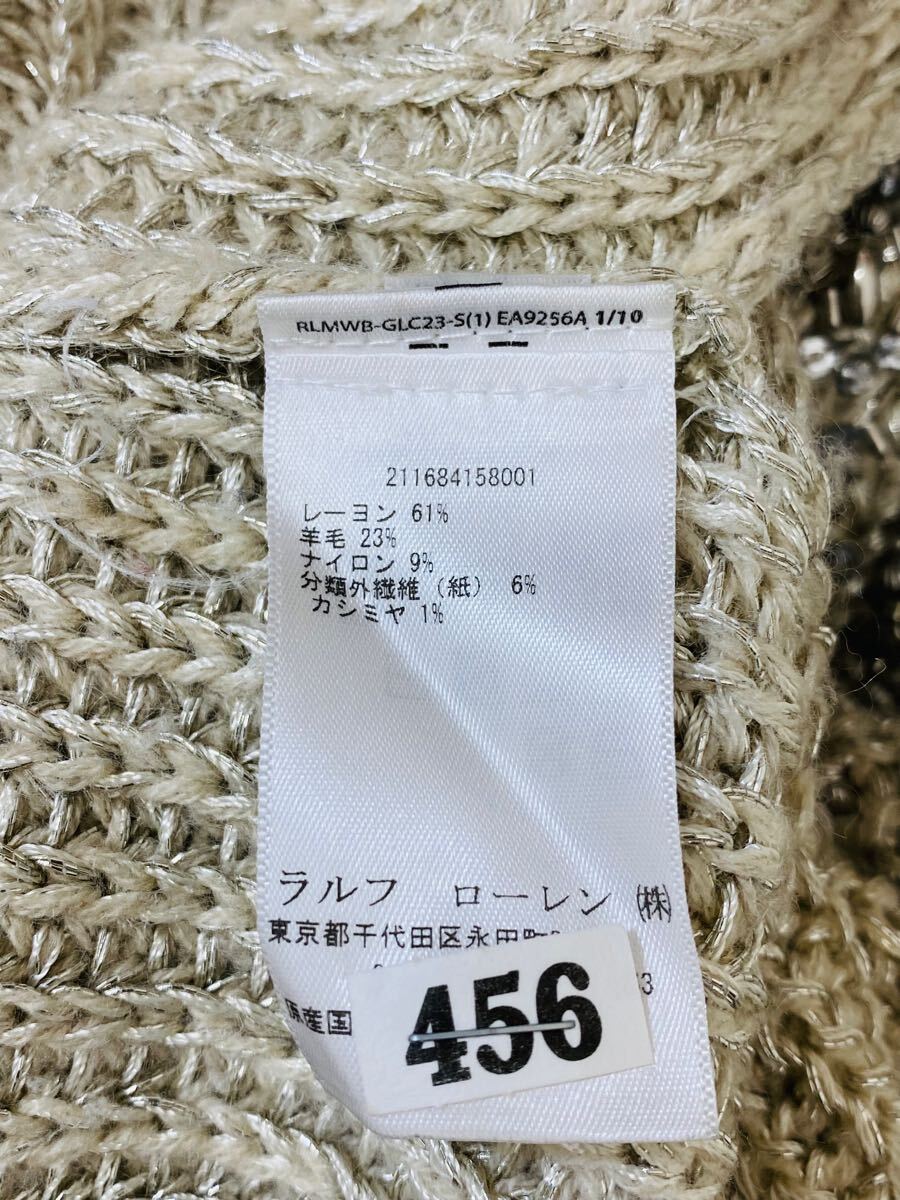 RLMWB-GLC23-S(1) EA9256A 1/10
211684158001
レーヨン 61%
羊毛 23%
ナイロン 9%
分類外繊維(紙) 6%
カシミヤ 1%
ラルフ ローレン㈱
東京都千代田区永田町
3
原産国
456